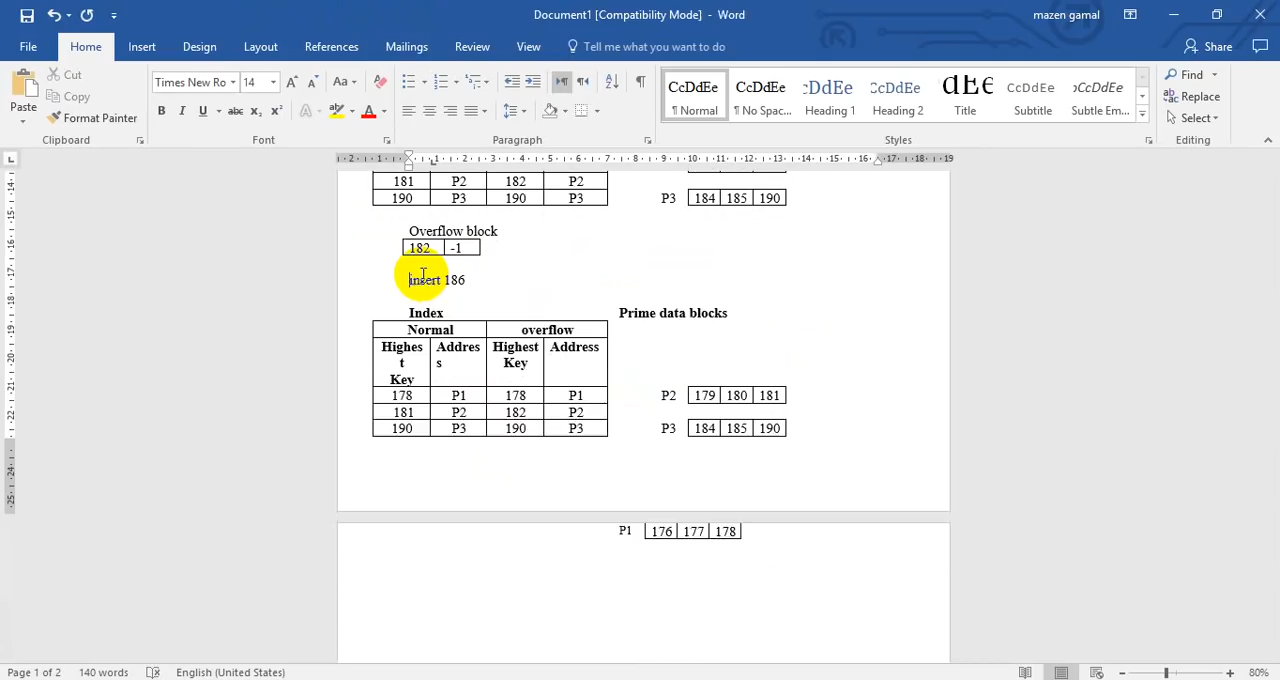 Document1 [Compatibility Mode] - Word
mazen gamal
File Home Insert Design Layout References Mailings Review View Tell me what you want to do Share
Paste Cut
Copy
Format Painter
Times New Ro 14
Find
Replace
Select
CcDdEe CcDdEe CcDdEe CcDdEe dEe CcDdEe CcDdEe
¶ Normal ¶ No Spac... Heading 1 Heading 2 Title Subtitle Subtle Em...
Clipboard Font Paragraph Styles Editing
181 P2 182 P2
190 P3 190 P3 P3 184 185 190
Overflow block
182 -1
insert 186
Index Prime data blocks
Normal overflow
Highes
t
Key
Addres
s
Highest
Key
Address
178 P1 178 P1 P2 179 180 181
181 P2 182 P2
190 P3 190 P3 P3 184 185 190
P1 176 177 178
Page 1 of 2 140 words English (United States) 80%